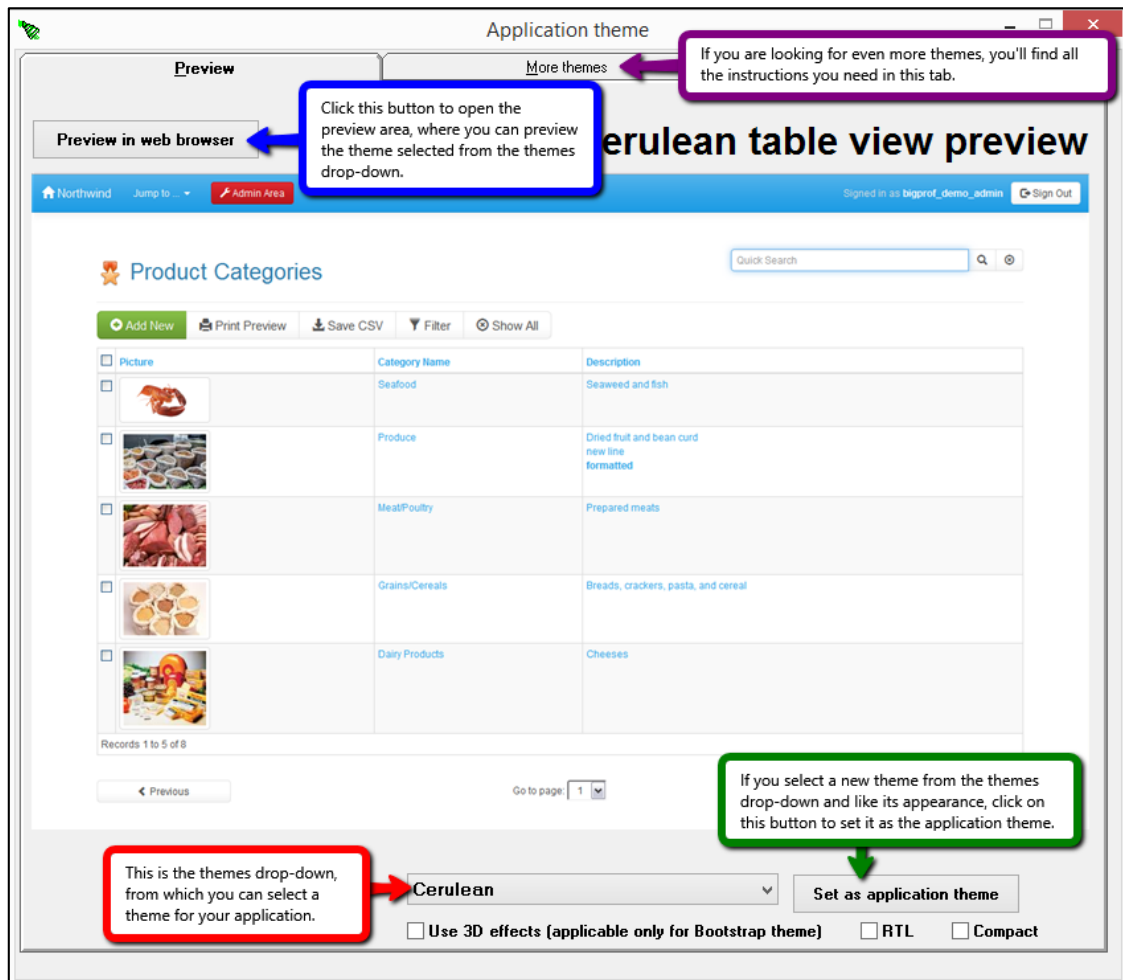 Application theme
Preview
More themes
If you are looking for even more themes, you'll find all
the instructions you need in this tab.
Click this button to open the
preview area, where you can preview
the theme selected from the themes
drop-down.
Preview in web browser
erulean table view preview
Northwind
Jump to ...
Admin Area
Signed in as bigprof_demo_admin
Sign Out
Product Categories
Quick Search
Add New
Print Preview
Save CSV
Filter
Show All
Picture
Category Name
Description
Seafood
Seaweed and fish
Produce
Dried fruit and bean curd
new line
formatted
Meat/Poultry
Prepared meats
Grains/Cereals
Breads, crackers, pasta, and cereal
Dairy Products
Cheeses
Records 1 to 5 of 8
Previous
Go to page: 1
If you select a new theme from the themes
drop-down and like its appearance, click on
this button to set it as the application theme.
This is the themes drop-down,
from which you can select a
theme for your application.
Cerulean
Set as application theme
Use 3D effects (applicable only for Bootstrap theme)
RTL
Compact